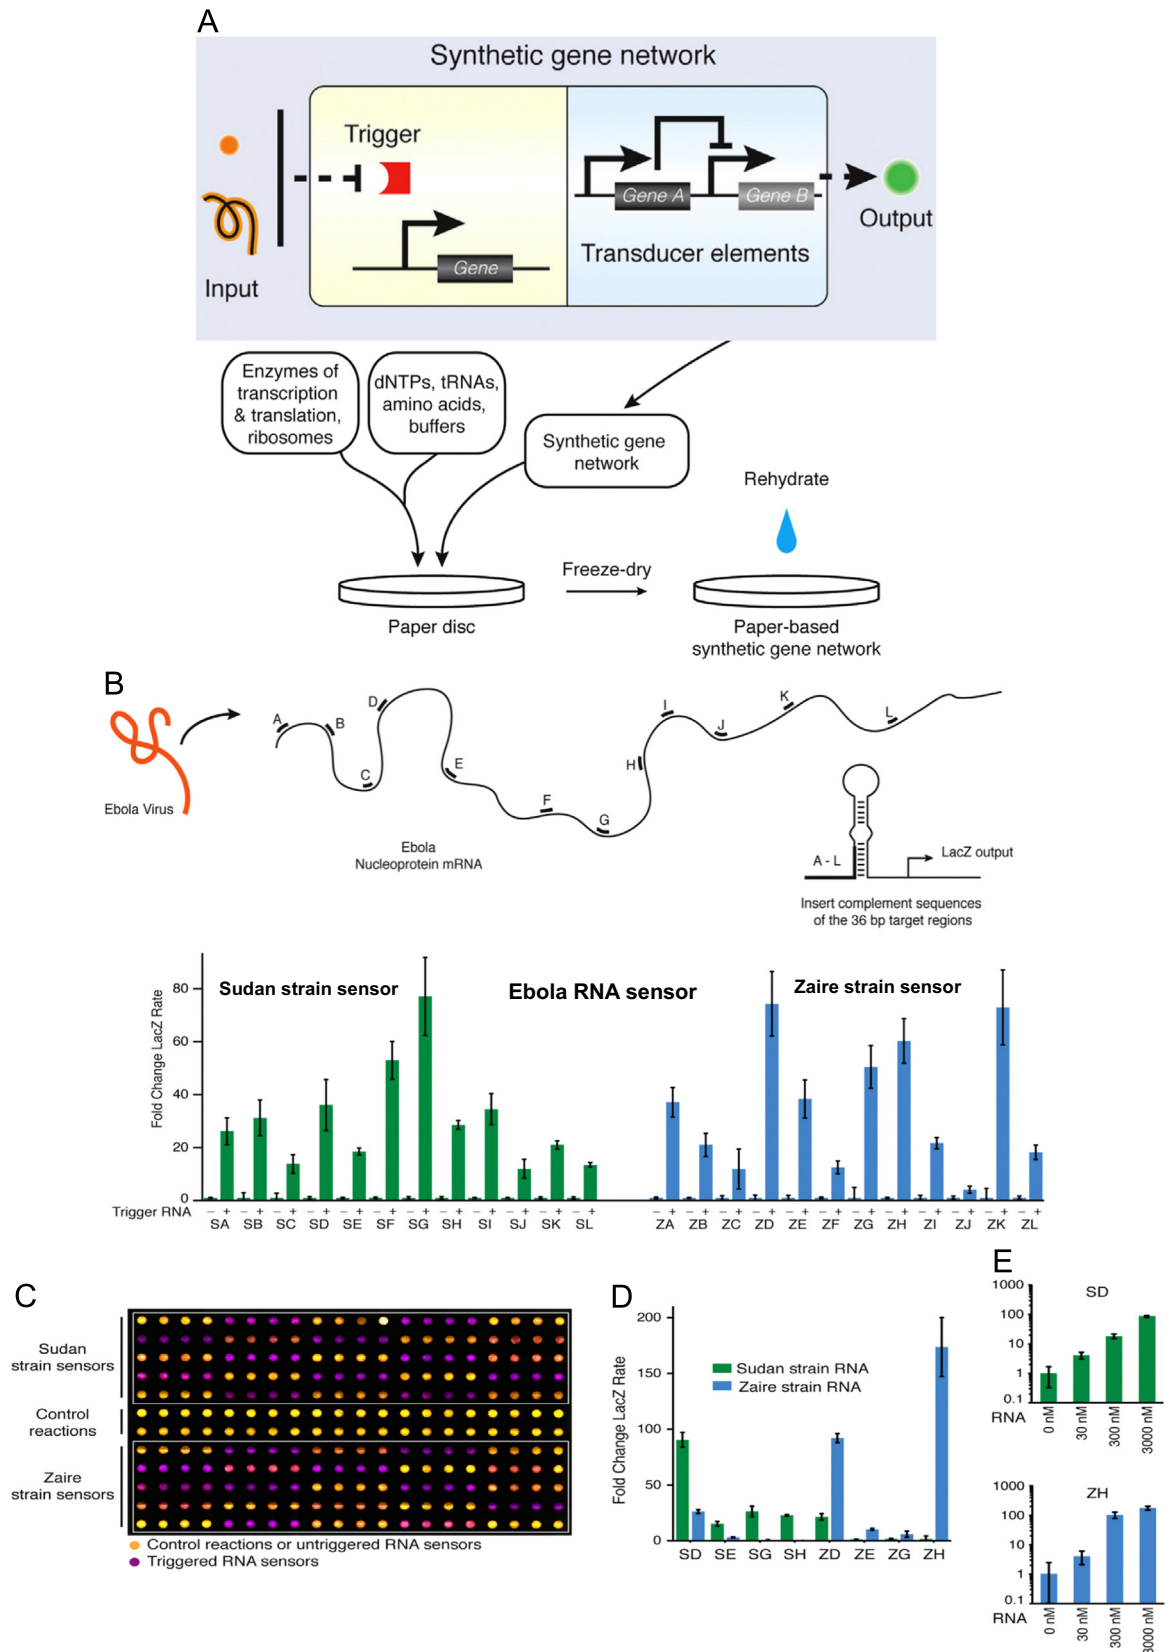 A
Synthetic gene network
Trigger
Input
Gene
Gene A
Gene B
Transducer elements
Output
Enzymes of
transcription
& translation,
ribosomes
dNTPs, tRNAs,
amino acids,
buffers
Synthetic gene
network
Rehydrate
Freeze-dry
Paper disc
Paper-based
synthetic gene network
B
Ebola Virus
A
B
C
D
E
F
G
H
I
J
K
L
Ebola
Nucleoprotein mRNA
A - L
LacZ output
Insert complement sequences
of the 36 bp target regions
Fold Change LacZ Rate
80
60
40
20
0
Sudan strain sensor
Ebola RNA sensor
Zaire strain sensor
Trigger RNA
– + – + – + – + – + – + – + – + – + – + – + – + – + – + – + – + – + – + – + – + – + – + – + – +
SA SB SC SD SE SF SG SH SI SJ SK SL ZA ZB ZC ZD ZE ZF ZG ZH ZI ZJ ZK ZL
C
Sudan
strain sensors
Control
reactions
Zaire
strain sensors
Control reactions or untriggered RNA sensors
Triggered RNA sensors
D
Fold Change LacZ Rate
200
150
100
50
0
Sudan strain RNA
Zaire strain RNA
SD SE SG SH ZD ZE ZG ZH
E
SD
1000
100
10
1
0.1
RNA
0 nM
30 nM
300 nM
3000 nM
ZH
1000
100
10
1
0.1
RNA
0 nM
30 nM
300 nM
3000 nM